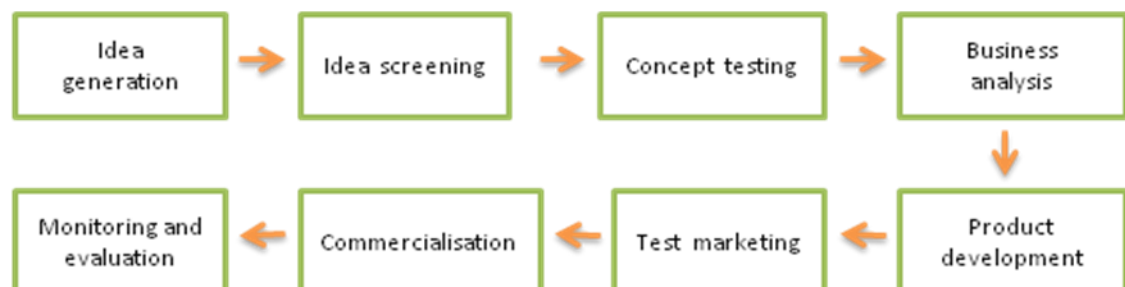 Idea
generation
Idea screening
Concept testing
Business
analysis
Product
development
Test marketing
Commercialisation
Monitoring and
evaluation